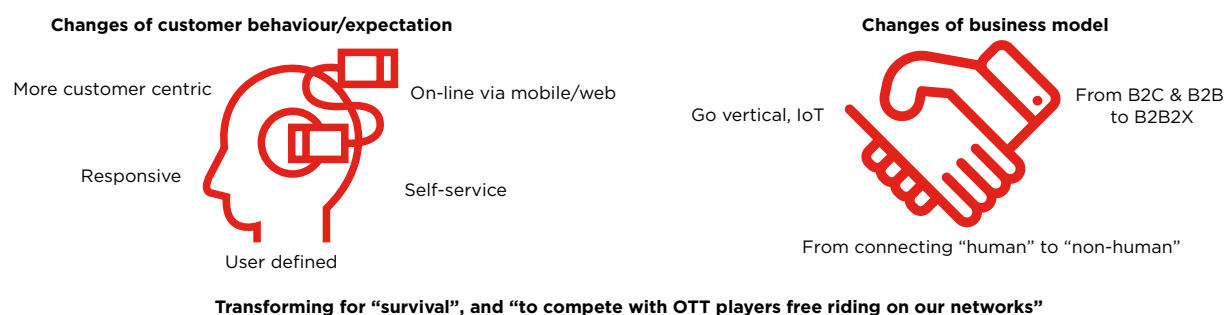 Changes of customer behaviour/expectation
More customer centric
On-line via mobile/web
Responsive
Self-service
User defined
Changes of business model
Go vertical, IoT
From B2C & B2B
to B2B2X
From connecting “human” to “non-human”
Transforming for “survival”, and “to compete with OTT players free riding on our networks”